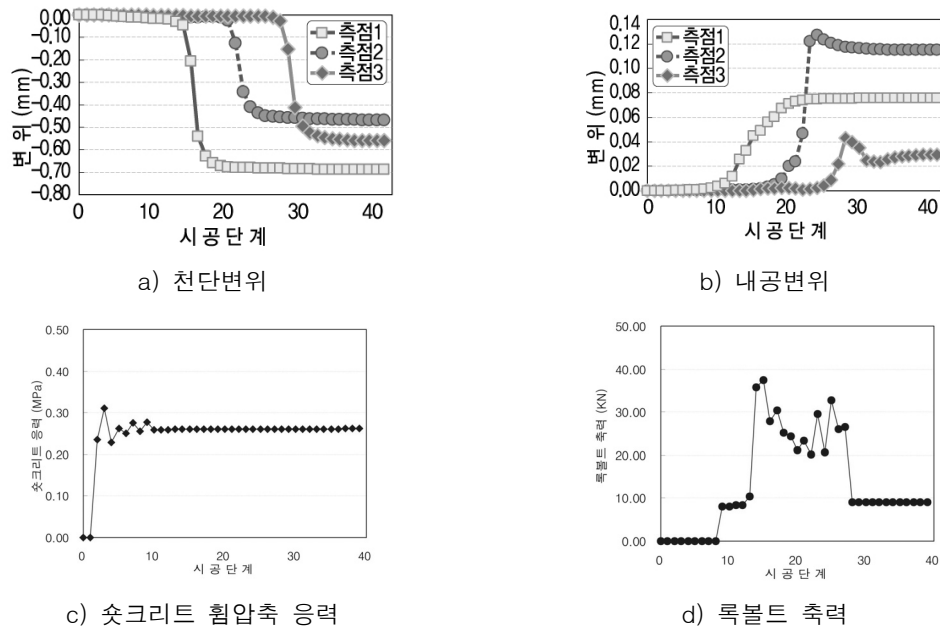 0.00
-0.10
-0.20
-0.30
-0.40
-0.50
-0.60
-0.70
-0.80
변 위 (mm)
측점1
측점2
측점3
0 10 20 30 40
시공단계
a) 천단변위
0.14
0.12
0.10
0.08
0.06
0.04
0.02
0.00
변 위 (mm)
측점1
측점2
측점3
0 10 20 30 40
시공단계
b) 내공변위
0.50
0.40
0.30
0.20
0.10
0.00
숏크리트 응력 (MPa)
0 10 20 30 40
시공단계
c) 숏크리트 휨압축 응력
50.00
40.00
30.00
20.00
10.00
0.00
록볼트 축력 (KN)
0 10 20 30 40
시공단계
d) 록볼트 축력